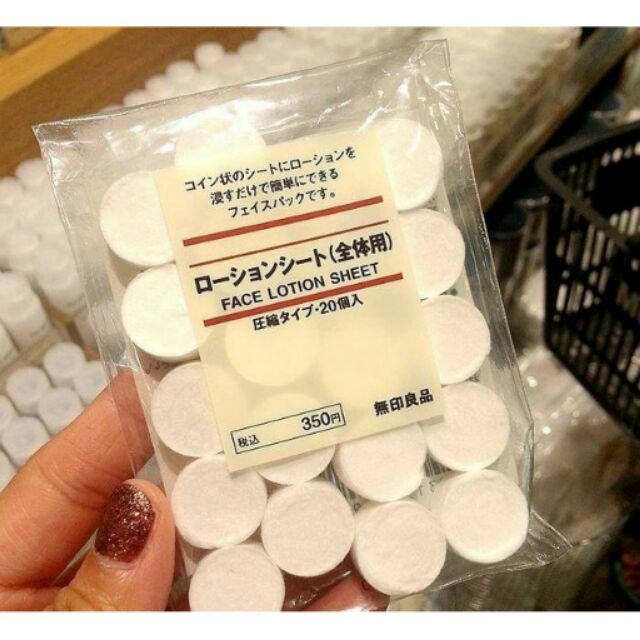 コイン状のシートにローションを
浸すだけで簡単にできる
フェイスパックです。
ローションシート(全体用)
FACE LOTION SHEET
圧縮タイプ・20個入
税込 350円
無印良品